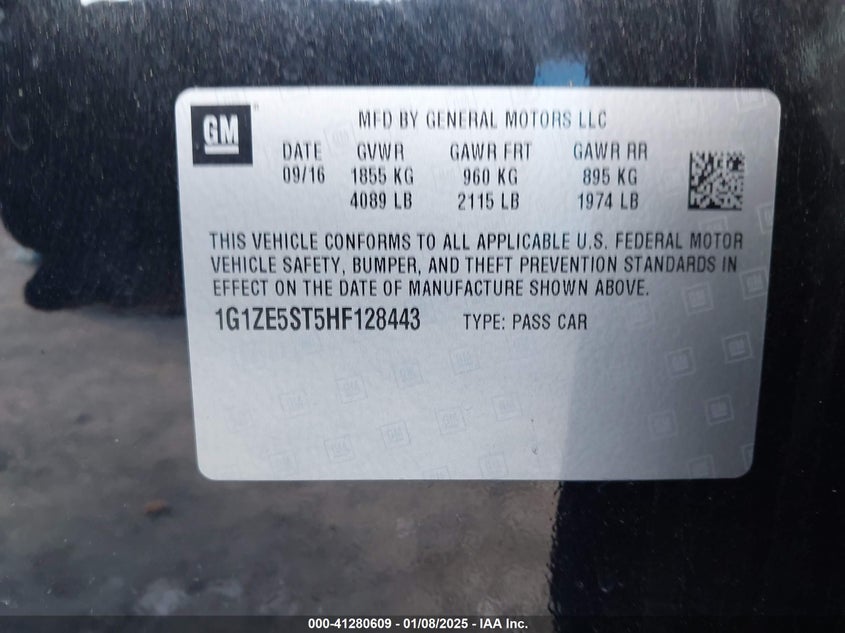 GM
MFD BY GENERAL MOTORS LLC
DATE GVWR GAWR FRT GAWR RR
09/16 1855 KG 960 KG 895 KG
4089 LB 2115 LB 1974 LB
THIS VEHICLE CONFORMS TO ALL APPLICABLE U.S. FEDERAL MOTOR
VEHICLE SAFETY, BUMPER, AND THEFT PREVENTION STANDARDS IN
EFFECT ON THE DATE OF MANUFACTURE SHOWN ABOVE.
1G1ZE5ST5HF128443 TYPE: PASS CAR
000-41280609 - 01/08/2025 - IAA Inc.